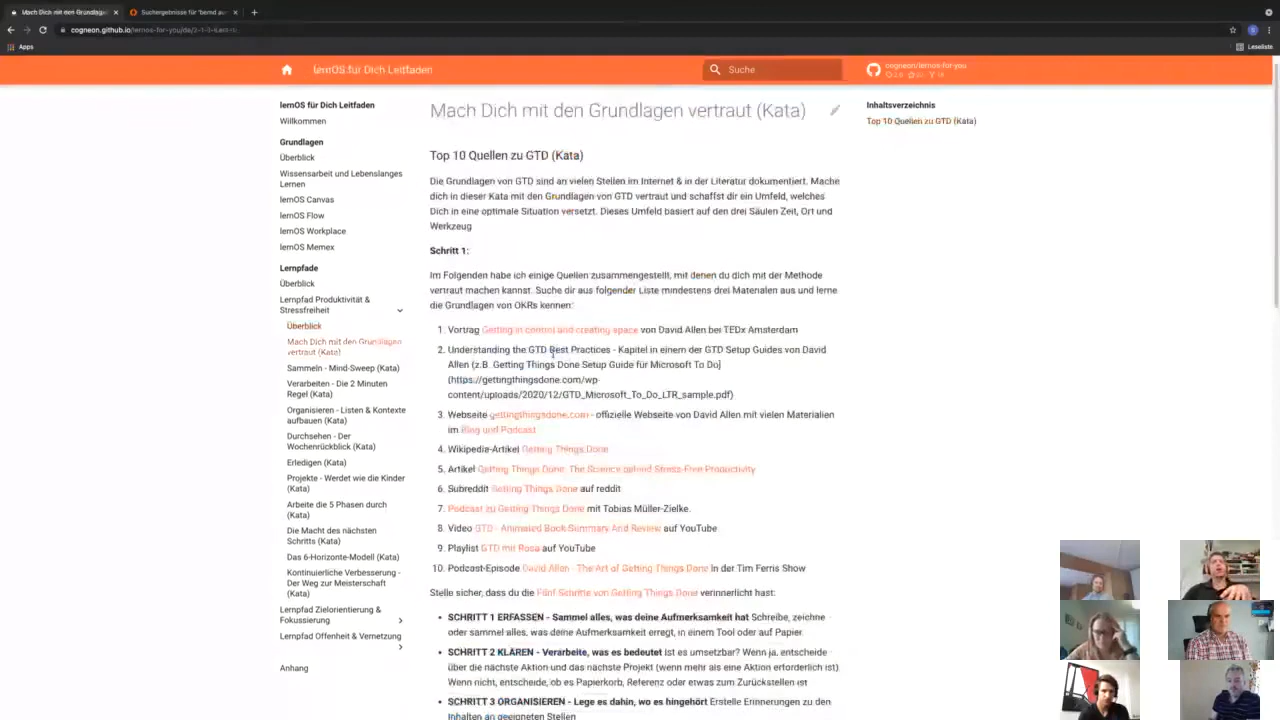 Mach Dich mit den Grundlagen
Suchergebnisse für 'bernd au
cogneon.github.io/lernos-for-you/de/2-1-0-Kern
Apps
Leseliste
lernOS für Dich Leitfaden
Suche
cogneon/lernos-for-you
lernOS für Dich Leitfaden
Willkommen
Grundlagen
Überblick
Wissensarbeit und Lebenslanges
Lernen
lernOS Canvas
lernOS Flow
lernOS Workplace
lernOS Memex
Lernpfade
Überblick
Lernpfad Produktivität &
Stressfreiheit
Überblick
Mach Dich mit den Grundlagen
vertraut (Kata)
Sammeln - Mind-Sweep (Kata)
Verarbeiten - Die 2 Minuten
Regel (Kata)
Organisieren - Listen & Kontexte
aufbauen (Kata)
Durchsehen - Der
Wochenrückblick (Kata)
Erledigen (Kata)
Projekte - Werdet wie die Kinder
(Kata)
Arbeite die 5 Phasen durch
(Kata)
Die Macht des nächsten
Schritts (Kata)
Das 6-Horizonte-Modell (Kata)
Kontinuierliche Verbesserung -
Der Weg zur Meisterschaft
(Kata)
Lernpfad Zielorientierung &
Fokussierung
Lernpfad Offenheit & Vernetzung
Anhang
Mach Dich mit den Grundlagen vertraut (Kata)
Top 10 Quellen zu GTD (Kata)
Die Grundlagen von GTD sind an vielen Stellen im Internet & in der Literatur dokumentiert. Mache
dich in dieser Kata mit den Grundlagen von GTD vertraut und schaffst dir ein Umfeld, welches
Dich in eine optimale Situation versetzt. Dieses Umfeld basiert auf den drei Säulen Zeit, Ort und
Werkzeug
Schritt 1:
Im Folgenden habe ich einige Quellen zusammengestellt, mit denen du dich mit der Methode
vertraut machen kannst. Suche dir aus folgender Liste mindestens drei Materialen aus und lerne
die Grundlagen von OKRs kennen:
1. Vortrag Getting in control and creating space von David Allen bei TEDx Amsterdam
2. Understanding the GTD Best Practices - Kapitel in einem der GTD Setup Guides von David
Allen (z.B. Getting Things Done Setup Guide für Microsoft To Do]
(https://gettingthingsdone.com/wp-
content/uploads/2020/12/GTD_Microsoft_To_Do_LTR_sample.pdf)
3. Webseite gettingthingsdone.com - offizielle Webseite von David Allen mit vielen Materialien
im Blog und Podcast
4. Wikipedia-Artikel Getting Things Done
5. Artikel Getting Things Done: The Science behind Stress-Free Productivity
6. Subreddit Getting Things Done auf reddit
7. Podcast zu Getting Things Done mit Tobias Müller-Zielke.
8. Video GTD - Animated Book Summary And Review auf YouTube
9. Playlist GTD mit Rosa auf YouTube
10. Podcast-Episode David Allen - The Art of Getting Things Done in der Tim Ferris Show
Stelle sicher, dass du die Fünf Schritte von Getting Things Done verinnerlicht hast:
• SCHRITT 1 ERFASSEN - Sammel alles, was deine Aufmerksamkeit hat Schreibe, zeichne
oder sammel alles, was deine Aufmerksamkeit erregt, in einem Tool oder auf Papier
• SCHRITT 2 KLÄREN - Verarbeite, was es bedeutet Ist es umsetzbar? Wenn ja, entscheide
über die nächste Aktion und das nächste Projekt (wenn mehr als eine Aktion erforderlich ist)
Wenn nicht, entscheide, ob es Papierkorb, Referenz oder etwas zum Zurückstellen ist
• SCHRITT 3 ORGANISIEREN - Lege es dahin, wo es hingehört Erstelle Erinnerungen zu den
Inhalten an geeigneten Stellen
Inhaltsverzeichnis
Top 10 Quellen zu GTD (Kata)